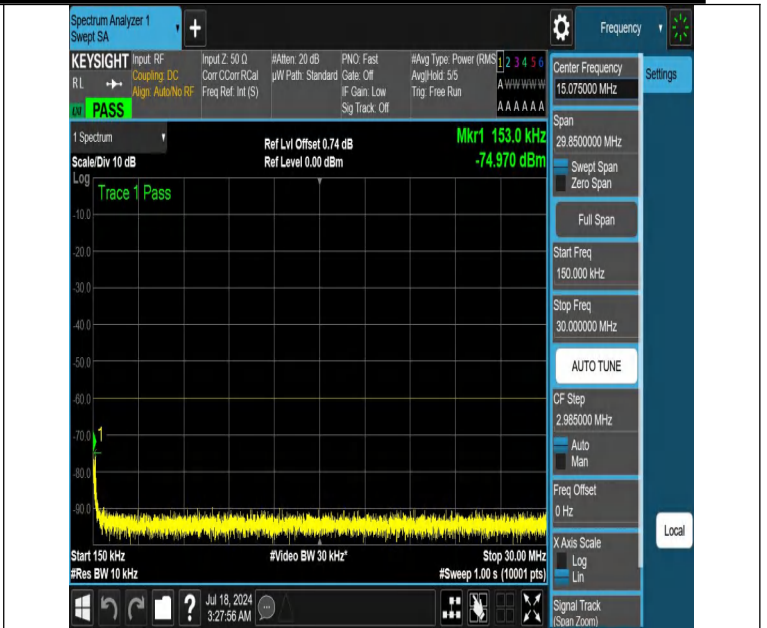 Spectrum Analyzer 1
Swept SA
+
Frequency
KEYSIGHT
RL
PASS
Input: RF
Coupling: DC
Align: Auto/No RF
Input Z: 50 Ω
Corr CCorr RCal
Freq Ref: Int (S)
#Atten: 20 dB
µW Path: Standard
PNO: Fast
Gate: Off
IF Gain: Low
Sig Track: Off
#Avg Type: Power (RMS
Avg|Hold: 5/5
Trig: Free Run
1 2 3 4 5 6
A W W W W W
A A A A A A
1 Spectrum
Scale/Div 10 dB
Ref Lvl Offset 0.74 dB
Ref Level 0.00 dBm
Mkr1 153.0 kHz
-74.970 dBm
Log
Trace 1 Pass
-10.0
-20.0
-30.0
-40.0
-50.0
-60.0
-70.0
1
-80.0
-90.0
Start 150 kHz
#Video BW 30 kHz*
Stop 30.00 MHz
#Res BW 10 kHz
#Sweep 1.00 s (10001 pts)
?
Jul 18, 2024
3:27:56 AM
Center Frequency
15.075000 MHz
Settings
Span
29.8500000 MHz
Swept Span
Zero Span
Full Span
Start Freq
150.000 kHz
Stop Freq
30.000000 MHz
AUTO TUNE
CF Step
2.985000 MHz
Auto
Man
Freq Offset
0 Hz
X Axis Scale
Log
Lin
Local
Signal Track
(Span Zoom)